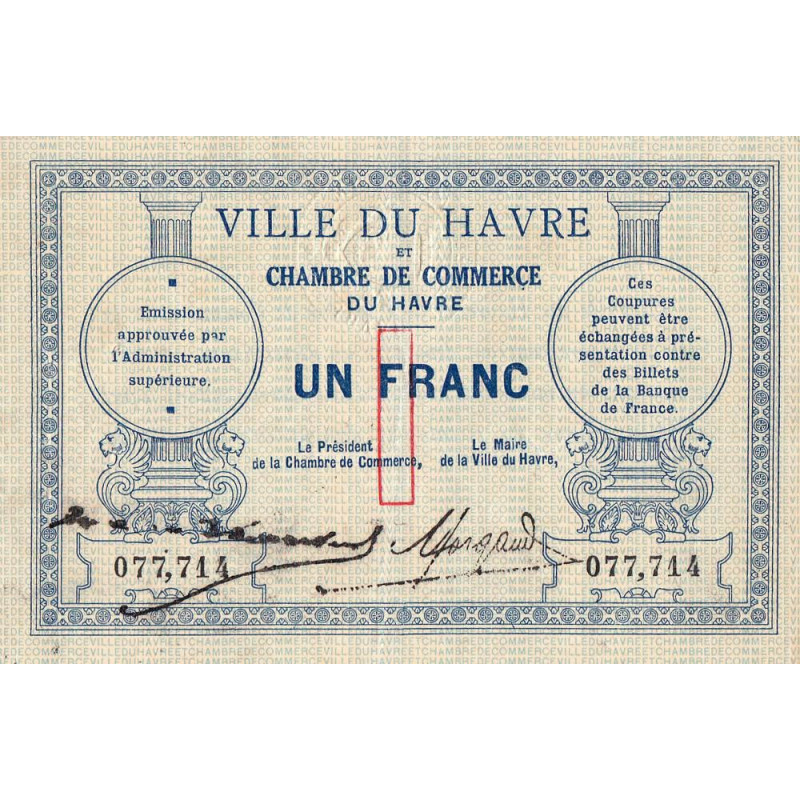 VILLE DU HAVRE
ET
CHAMBRE DE COMMERCE
DU HAVRE
Emission
approuvée par
l'Administration
supérieure.
Ces
Coupures
peuvent être
échangées à pré-
sentation contre
des Billets
de la Banque
de France.
UN FRANC
Le Président
de la Chambre de Commerce,
Le Maire
de la Ville du Havre,
Morgand
077,714
077,714